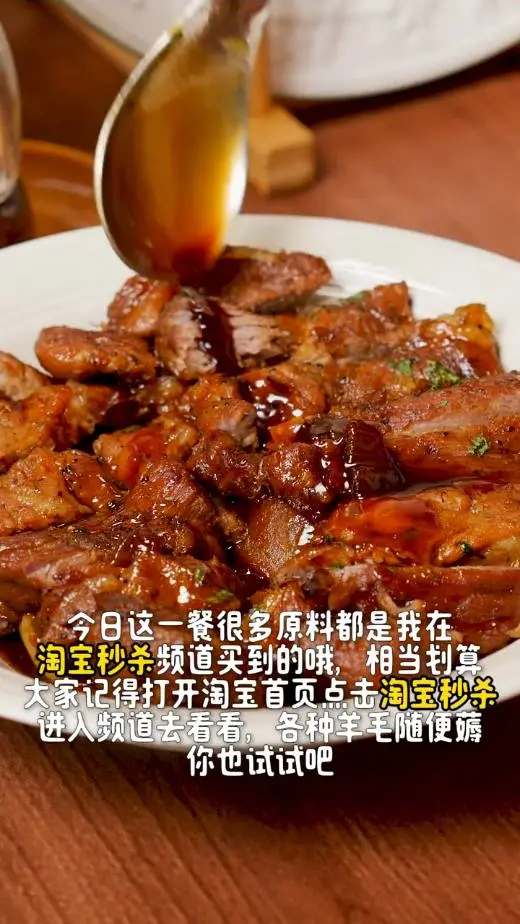 今日这一餐很多原料都是我在
淘宝秒杀频道买到的哦，相当划算
大家记得打开淘宝首页点击淘宝秒杀
进入频道去看看，各种羊毛随便薅
你也试试吧